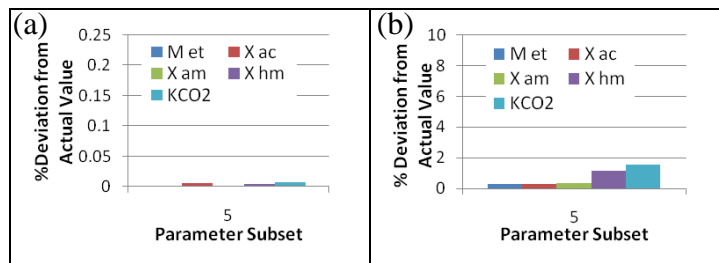 (a)
%Deviation from
Actual Value
0.25
0.2
0.15
0.1
0.05
0
M et
X ac
X am
X hm
KCO2
5
Parameter Subset
(b)
% Deviation from
Actual Value
10
8
6
4
2
0
M et
X ac
X am
X hm
KCO2
5
Parameter Subset